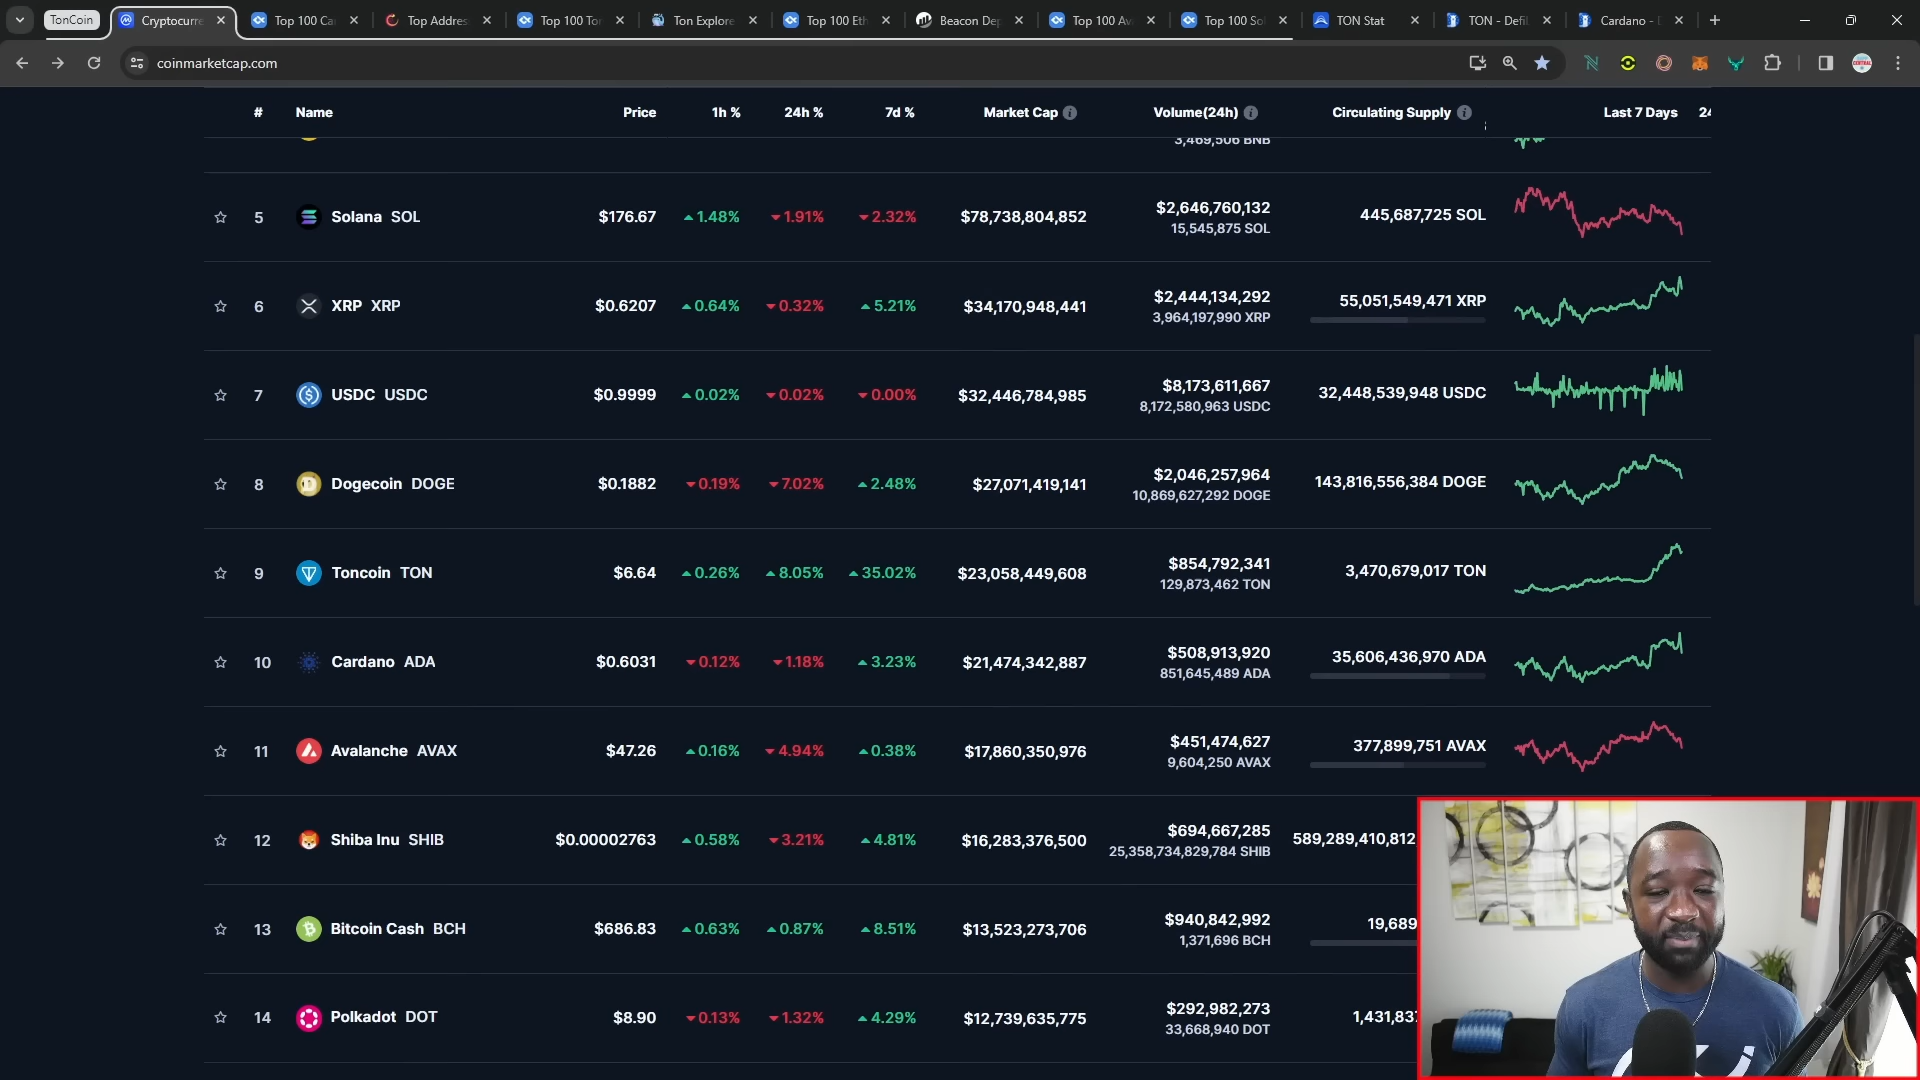 TonCoin Cryptocurre Top 100 Ca Top Addres Top 100 To Ton Explore Top 100 Eth Beacon Dep Top 100 Av Top 100 So TON Stat TON - Defil Cardano -
coinmarketcap.com
# Name Price 1h % 24h % 7d % Market Cap Volume(24h) Circulating Supply Last 7 Days 24
3,469,506 BNB
5 Solana SOL $176.67 1.48% 1.91% 2.32% $78,738,804,852 $2,646,760,132 445,687,725 SOL
15,545,875 SOL
6 XRP XRP $0.6207 0.64% 0.32% 5.21% $34,170,948,441 $2,444,134,292 55,051,549,471 XRP
3,964,197,990 XRP
7 USDC USDC $0.9999 0.02% 0.02% 0.00% $32,446,784,985 $8,173,611,667 32,448,539,948 USDC
8,172,580,963 USDC
8 Dogecoin DOGE $0.1882 0.19% 7.02% 2.48% $27,071,419,141 $2,046,257,964 143,816,556,384 DOGE
10,869,627,292 DOGE
9 Toncoin TON $6.64 0.26% 8.05% 35.02% $23,058,449,608 $854,792,341 3,470,679,017 TON
129,873,462 TON
10 Cardano ADA $0.6031 0.12% 1.18% 3.23% $21,474,342,887 $508,913,920 35,606,436,970 ADA
851,645,489 ADA
11 Avalanche AVAX $47.26 0.16% 4.94% 0.38% $17,860,350,976 $451,474,627 377,899,751 AVAX
9,604,250 AVAX
12 Shiba Inu SHIB $0.00002763 0.58% 3.21% 4.81% $16,283,376,500 $694,667,285 589,289,410,812
25,358,734,829,784 SHIB
13 Bitcoin Cash BCH $686.83 0.63% 0.87% 8.51% $13,523,273,706 $940,842,992 19,689
1,371,696 BCH
14 Polkadot DOT $8.90 0.13% 1.32% 4.29% $12,739,635,775 $292,982,273 1,431,837
33,668,940 DOT